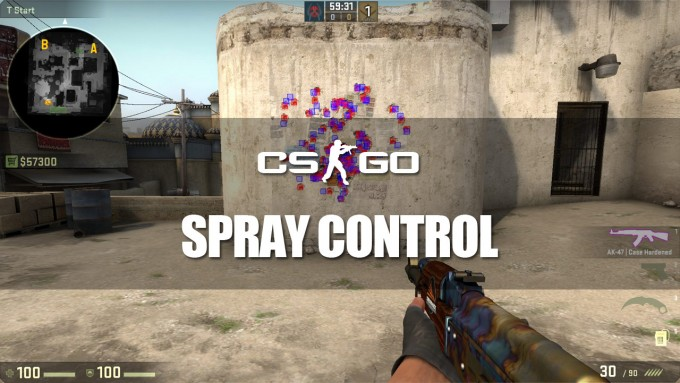 T Start
59:31
0 0
1
B A
$57300
CS GO
SPRAY CONTROL
AK-47 | Case Hardened
100
100
30 / 90